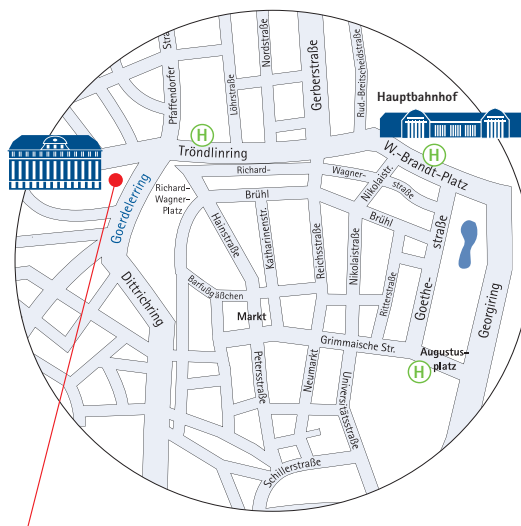 Stra
Pfaffendorfer
Löhrstraße
Nordstraße
Gerberstraße
Rud.-Breitscheidstraße
Hauptbahnhof
H
Tröndlinring
H
W.-Brandt-Platz
Richard-
Wagner-
straße
Nikolaistr.
Goerdelerring
Richard-
Wagner-
Platz
Brühl
Brühl
Hainstraße
Katharinenstr.
Reichsstraße
Nikolaistraße
Ritterstraße
Goethe-
straße
Georgiring
Dittrichring
Barfußgäßchen
Markt
Grimmaische Str.
Augustus-
platz
H
Petersstraße
Neumarkt
Universitätsstraße
Schillerstraße